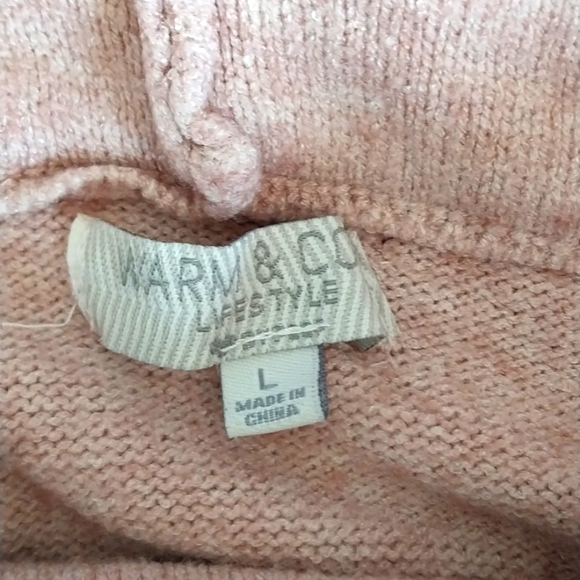 WARM & CO
LIFESTYLE
L
MADE IN
CHINA